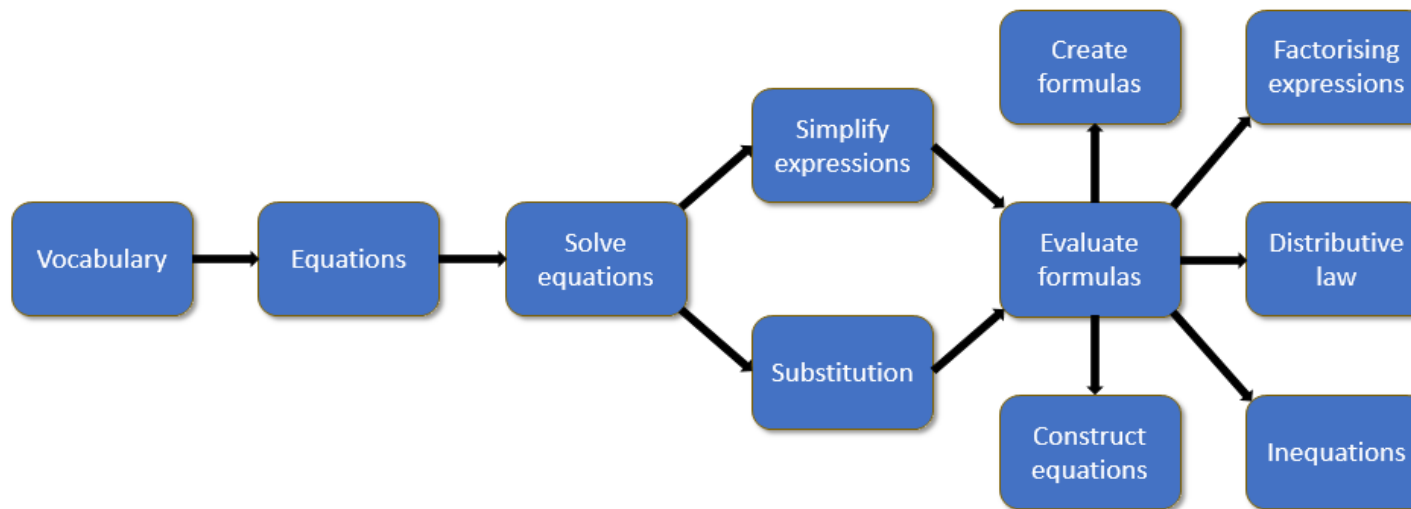 Vocabulary
Equations
Solve
equations
Simplify
expressions
Substitution
Create
formulas
Evaluate
formulas
Construct
equations
Factorising
expressions
Distributive
law
Inequations